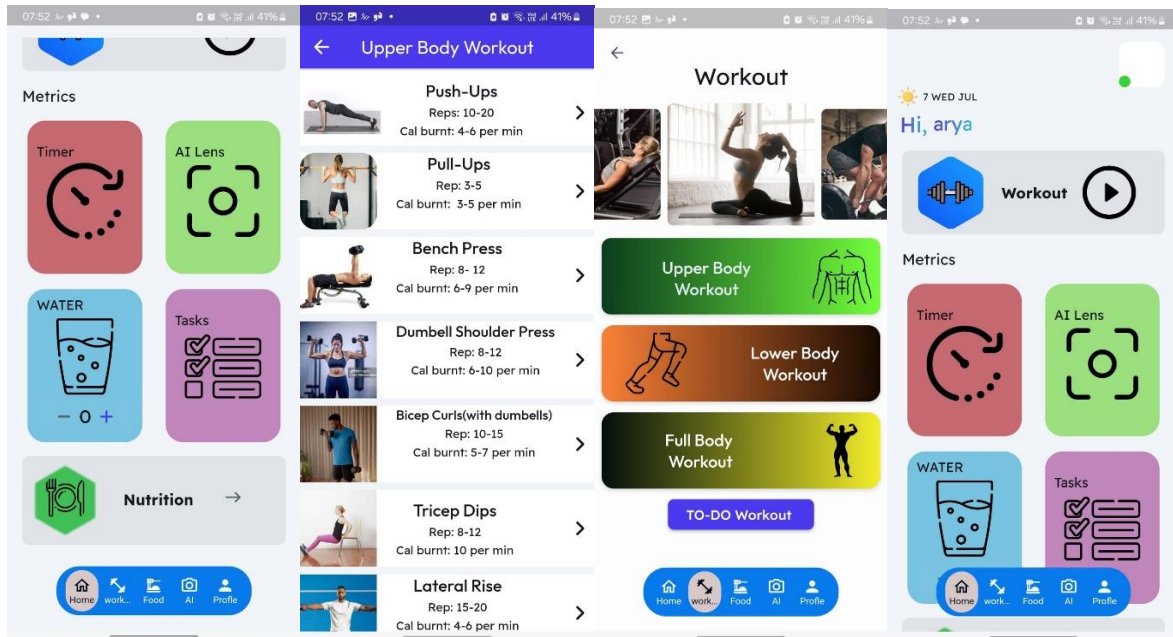 07:52
41%
Metrics
Timer
AI Lens
WATER
Tasks
− 0 +
Nutrition →
Home
work...
Food
AI
Profle
07:52
41%
← Upper Body Workout
Push-Ups
Reps: 10-20
Cal burnt: 4-6 per min
Pull-Ups
Rep: 3-5
Cal burnt: 3-5 per min
Bench Press
Rep: 8- 12
Cal burnt: 6-9 per min
Dumbell Shoulder Press
Rep: 8-12
Cal burnt: 6-10 per min
Bicep Curls(with dumbells)
Rep: 10-15
Cal burnt: 5-7 per min
Tricep Dips
Rep: 8-12
Cal burnt: 10 per min
Lateral Rise
Rep: 15-20
Cal burnt: 4-6 per min
07:52
41%
Workout
Upper Body
Workout
Lower Body
Workout
Full Body
Workout
TO-DO Workout
Home
work...
Food
AI
Profle
07:52
41%
7 WED JUL
Hi, arya
Workout
Metrics
Timer
AI Lens
WATER
Tasks
Home
work...
Food
AI
Profle